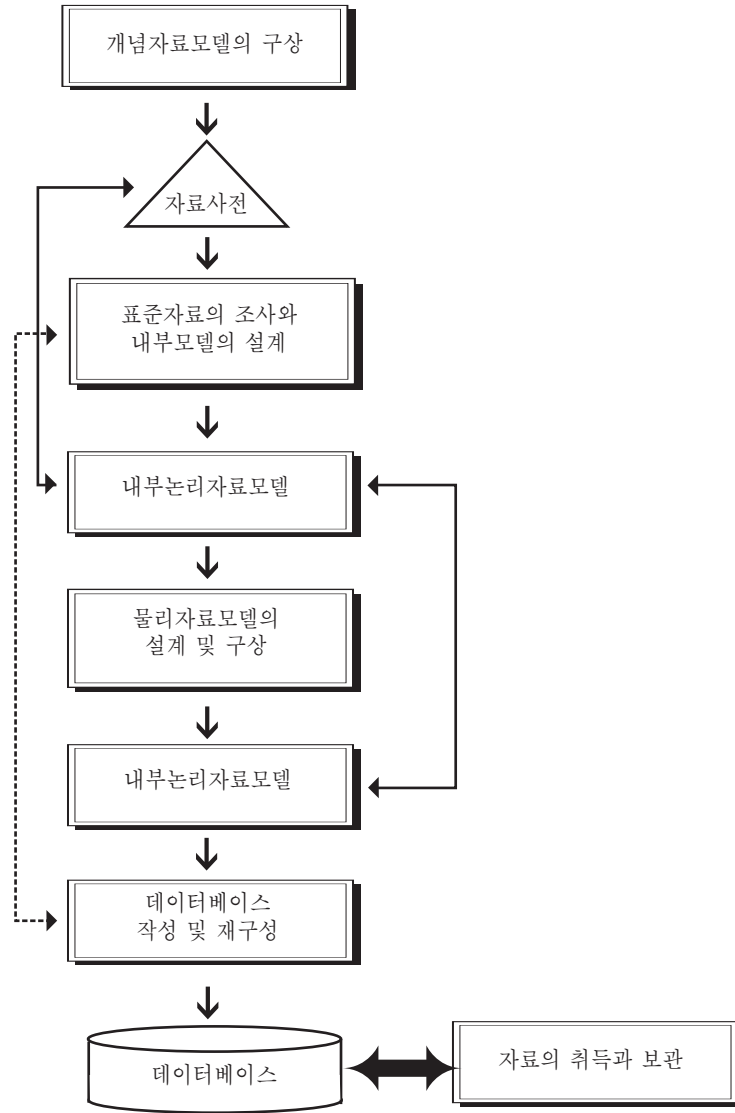 개념자료모델의 구상
자료사전
표준자료의 조사와
내부모델의 설계
내부논리자료모델
물리자료모델의
설계 및 구상
내부논리자료모델
데이터베이스
작성 및 재구성
데이터베이스
자료의 취득과 보관